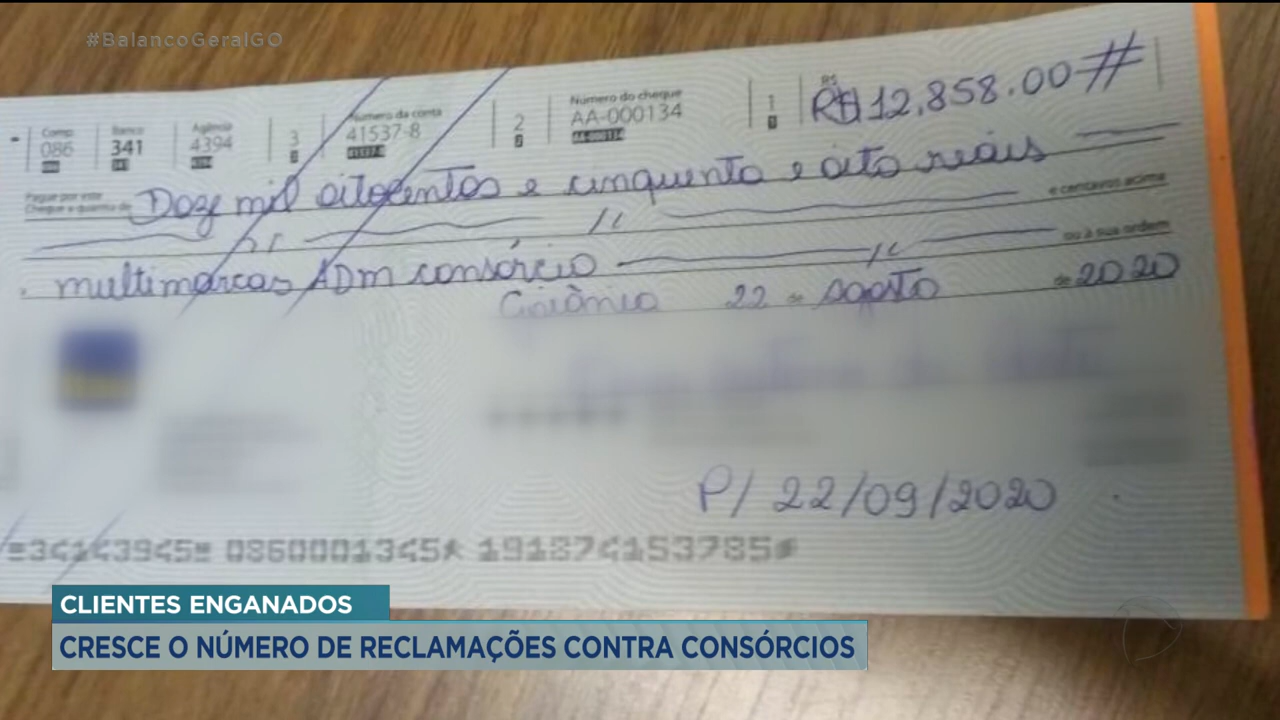 #BalancoGeralGO
Comp Banco Agência Número da conta Número do cheque R$
086 341 4394 3 41537-8 2 AA-000134 1 R$ 12.858.00 #
Pague por este
Cheque a quantia de Doze mil oitocentos e cinquenta e oito reais
e centavos acima
multimarcas ADM consórcio ou à sua ordem
Goiânia 22 de Agosto de 2020
P/ 22/09/2020
34143945 0860001345 191874153785
CLIENTES ENGANADOS
CRESCE O NÚMERO DE RECLAMAÇÕES CONTRA CONSÓRCIOS